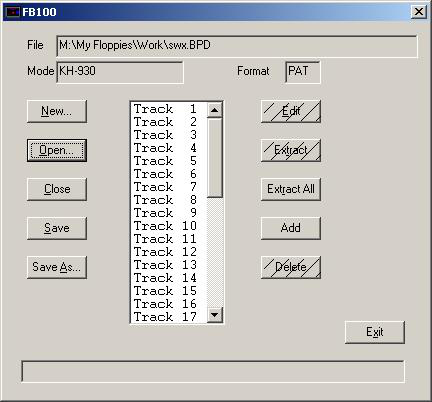 FB100
File M:\My Floppies\Work\swx.BPD
Mode KH-930 Format PAT
New...
Open...
Close
Save
Save As...
Track 1
Track 2
Track 3
Track 4
Track 5
Track 6
Track 7
Track 8
Track 9
Track 10
Track 11
Track 12
Track 13
Track 14
Track 15
Track 16
Track 17
Edit
Extract
Extract All
Add
Delete
Exit